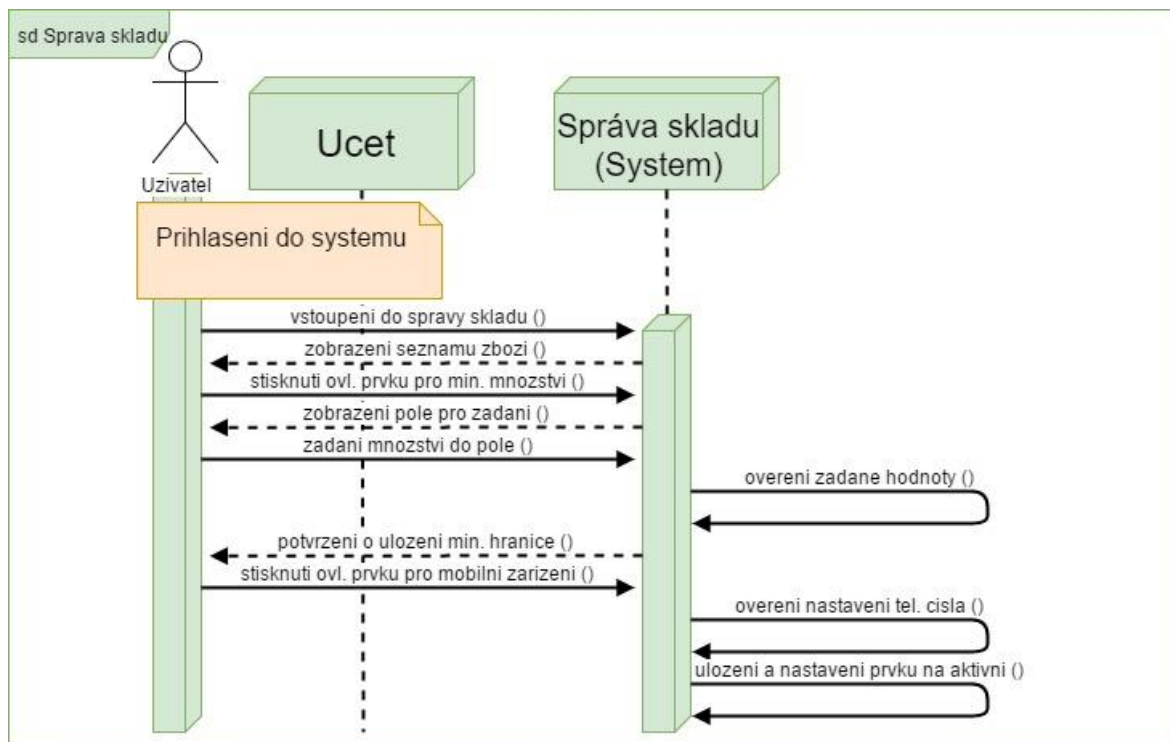 sd Sprava skladu
Uzivatel
Ucet
Správa skladu
(System)
Prihlaseni do systemu
vstoupeni do spravy skladu ()
zobrazeni seznamu zbozi ()
stisknuti ovl. prvku pro min. mnozstvi ()
zobrazeni pole pro zadani ()
zadani mnozstvi do pole ()
overeni zadane hodnoty ()
potvrzeni o ulozeni min. hranice ()
stisknuti ovl. prvku pro mobilni zarizeni ()
overeni nastaveni tel. cisla ()
ulozeni a nastaveni prvku na aktivni ()